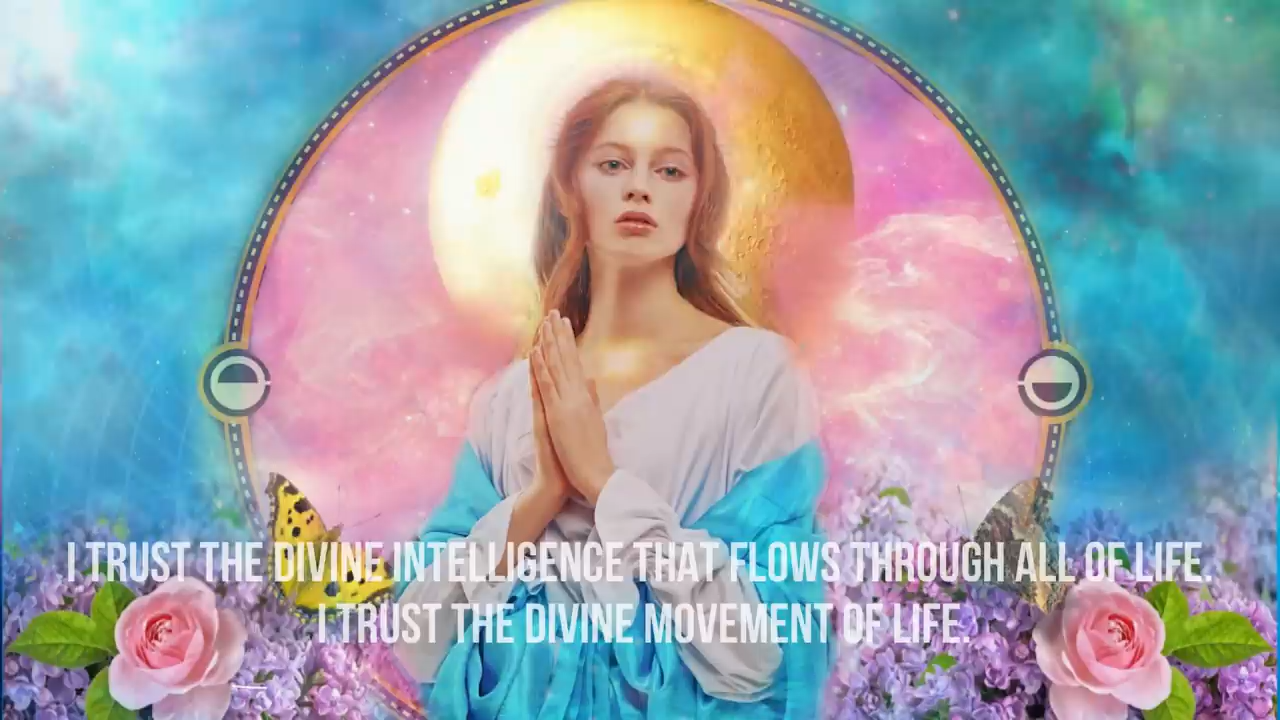 I TRUST THE DIVINE INTELLIGENCE THAT FLOWS THROUGH ALL OF LIFE.
I TRUST THE DIVINE MOVEMENT OF LIFE.